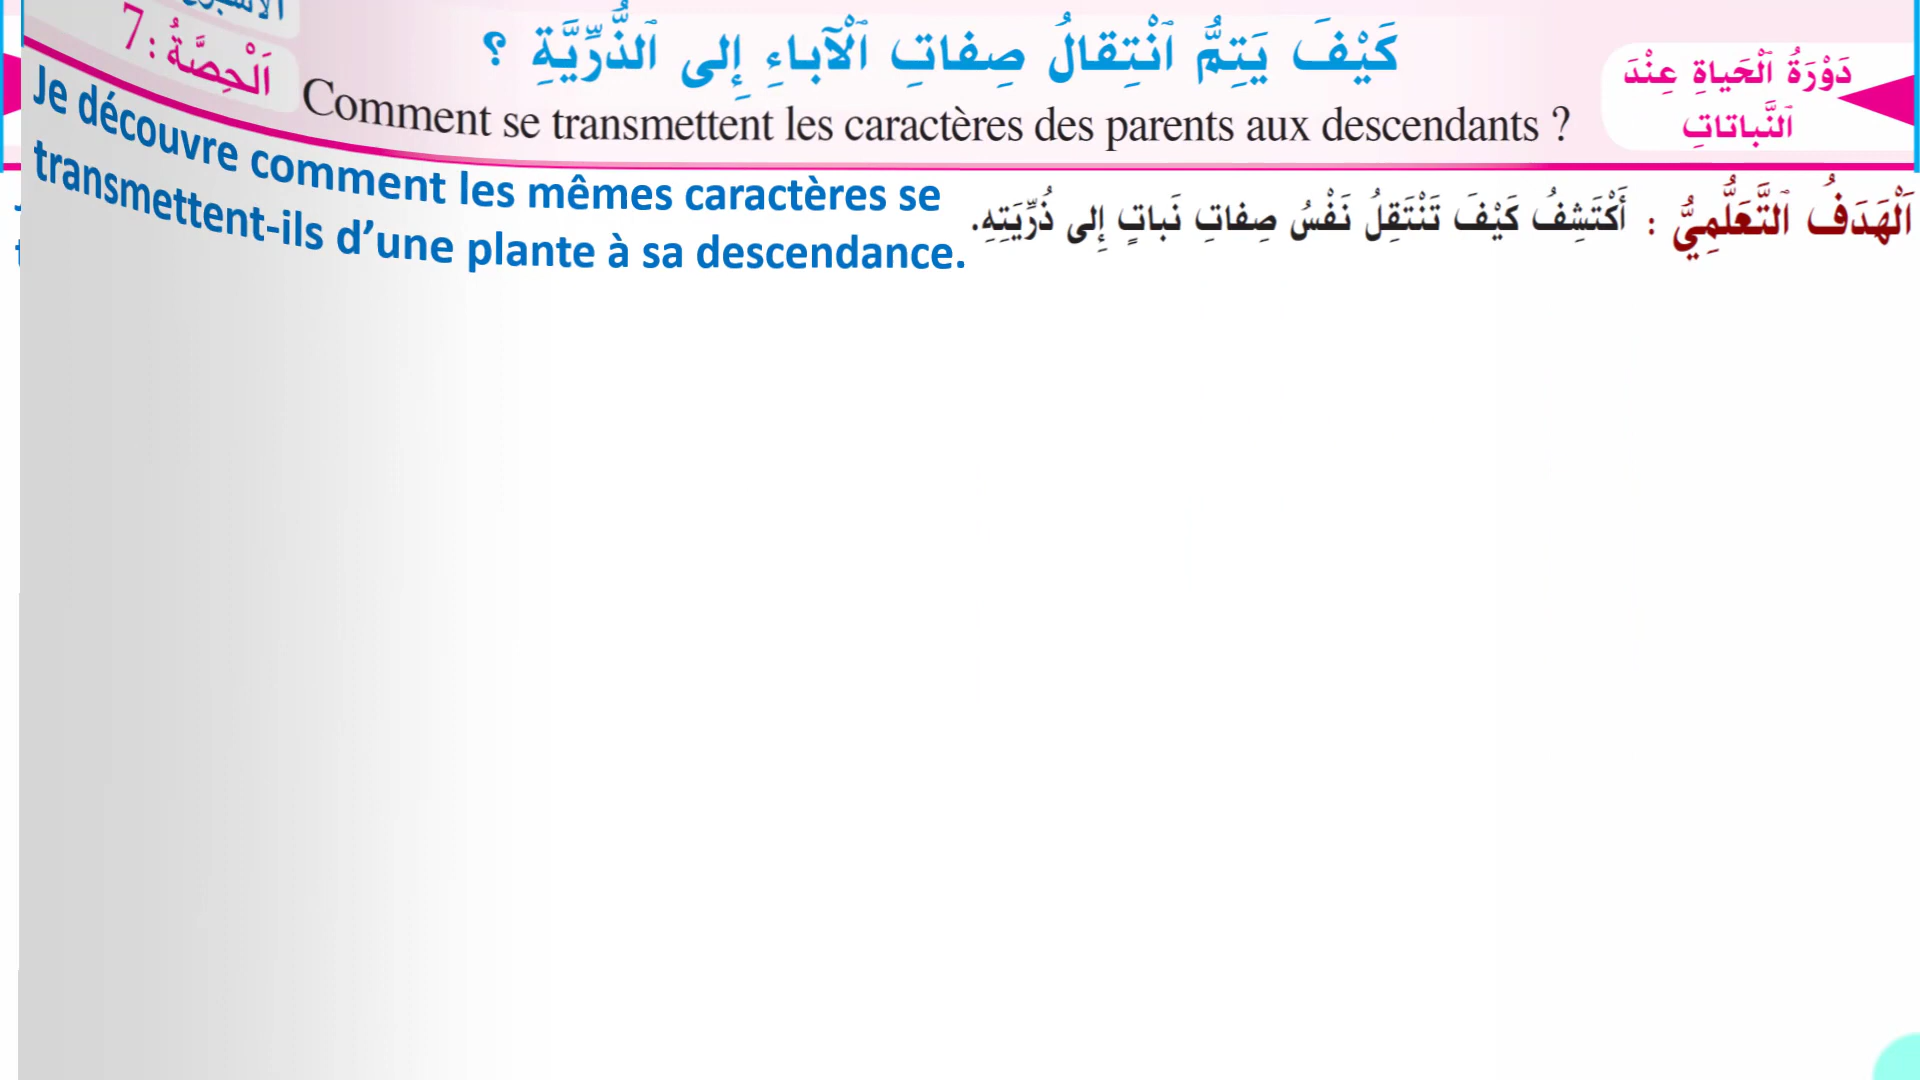 اَلْحِصَّةُ : 7
كَيْفَ يَتِمُّ ٱنْتِقالُ صِفاتِ ٱلْآباءِ إِلى ٱلذُّرِّيَّةِ ؟
Comment se transmettent les caractères des parents aux descendants ?
دَوْرَةُ ٱلْحَياةِ عِنْدَ
ٱلنَّباتاتِ
اَلْهَدَفُ ٱلتَّعَلُّمِيُّ : أَكْتَشِفُ كَيْفَ تَنْتَقِلُ نَفْسُ صِفاتِ نَباتٍ إِلى ذُرِّيَتِهِ.
Je découvre comment les mêmes caractères se
transmettent-ils d’une plante à sa descendance.